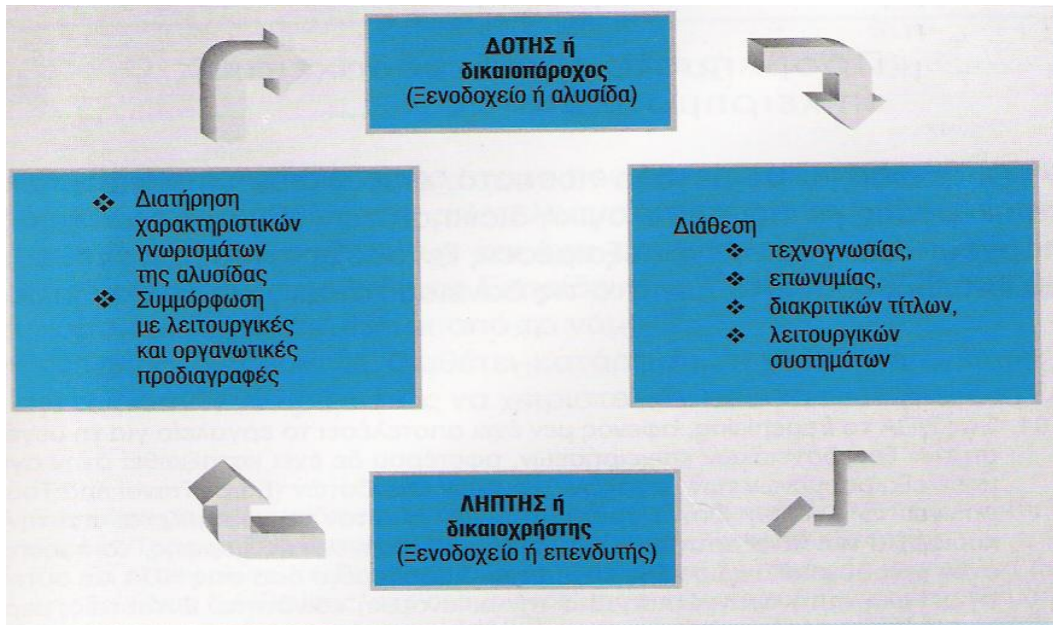 ΔΟΤΗΣ ή
δικαιοπάροχος
(Ξενοδοχείο ή αλυσίδα)
❖ Διατήρηση
χαρακτηριστικών
γνωρισμάτων
της αλυσίδας
❖ Συμμόρφωση
με λειτουργικές
και οργανωτικές
προδιαγραφές
Διάθεση
❖ τεχνογνωσίας,
❖ επωνυμίας,
❖ διακριτικών τίτλων,
❖ λειτουργικών
συστημάτων
ΛΗΠΤΗΣ ή
δικαιοχρήστης
(Ξενοδοχείο ή επενδυτής)